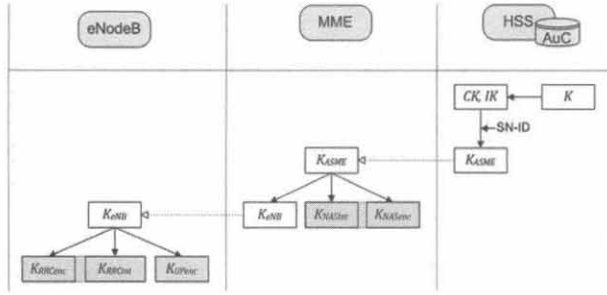 eNodeB
MME
HSS
AuC
CK, IK
K
SN-ID
KASME
KASME
KeNB
KeNB
KNASint
KNASenc
KRRCenc
KRRCint
KUPenc